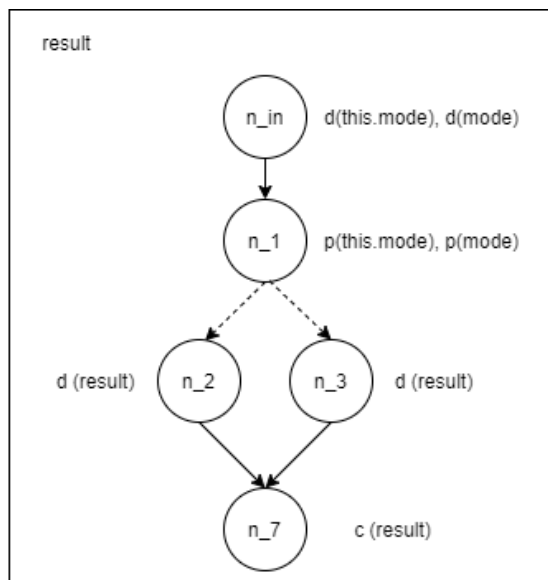 result
n_in d(this.mode), d(mode)
n_1 p(this.mode), p(mode)
d (result) n_2 n_3 d (result)
n_7 c (result)